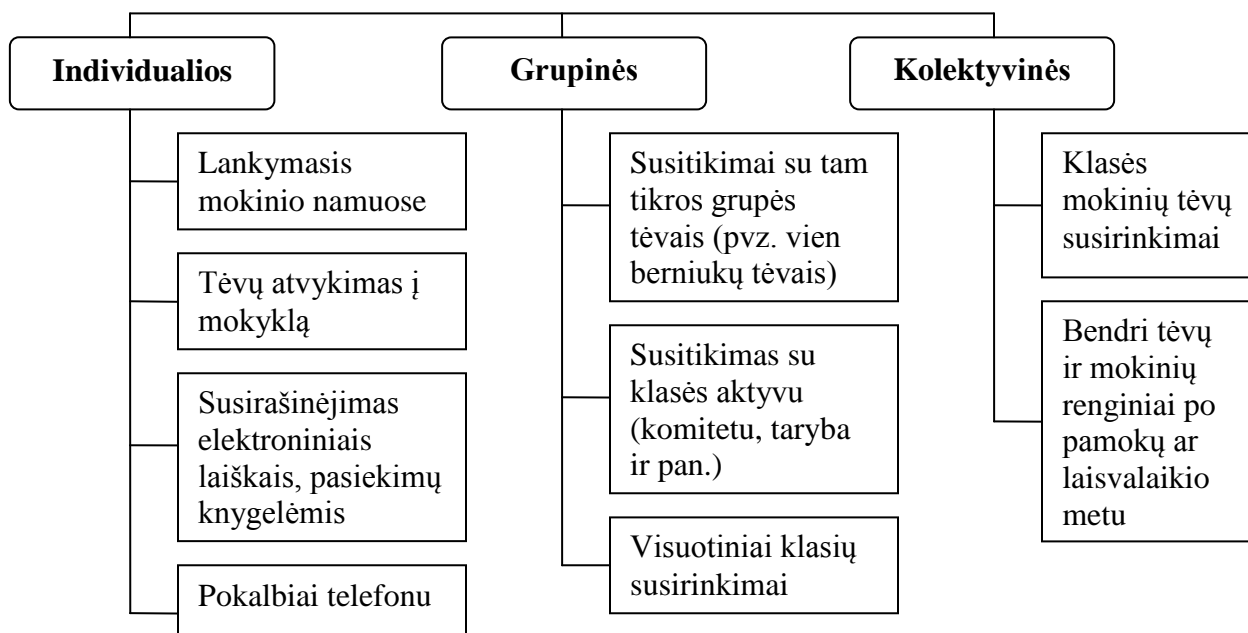 Individualios
Grupinės
Kolektyvinės
Lankymasis
mokinio namuose
Tėvų atvykimas į
mokyklą
Susirašinėjimas
elektroniniais
laiškais, pasiekimų
knygelėmis
Pokalbiai telefonu
Susitikimai su tam
tikros grupės
tėvais (pvz. vien
berniukų tėvais)
Susitikimas su
klasės aktyvu
(komitetu, taryba
ir pan.)
Visuotiniai klasių
susirinkimai
Klasės
mokinių tėvų
susirinkimai
Bendri tėvų
ir mokinių
renginiai po
pamokų ar
laisvalaikio
metu